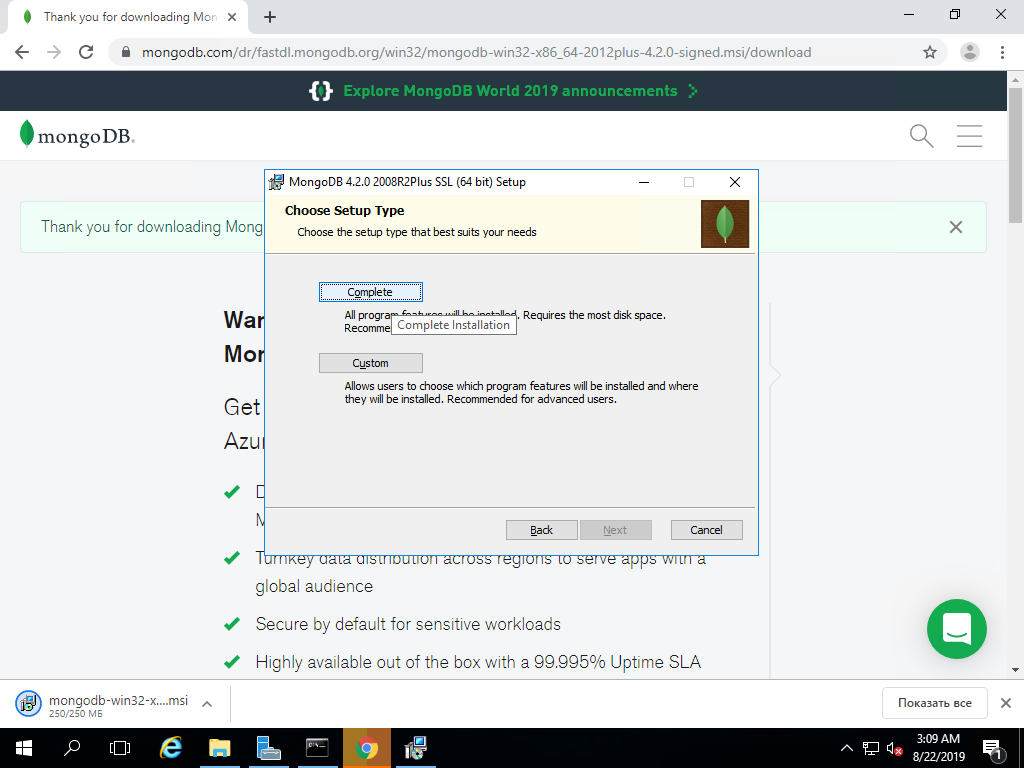 Thank you for downloading Mon
mongodb.com/dr/fastdl.mongodb.org/win32/mongodb-win32-x86_64-2012plus-4.2.0-signed.msi/download
Explore MongoDB World 2019 announcements
mongoDB.
Thank you for downloading Mong
MongoDB 4.2.0 2008R2Plus SSL (64 bit) Setup
Choose Setup Type
Choose the setup type that best suits your needs
Complete
All program features will be installed. Requires the most disk space.
Recomme
Complete Installation
Custom
Allows users to choose which program features will be installed and where
they will be installed. Recommended for advanced users.
Back
Next
Cancel
War
Mor
Get
Azur
D
M
Turnkey data distribution across regions to serve apps with a
global audience
Secure by default for sensitive workloads
Highly available out of the box with a 99.995% Uptime SLA
mongodb-win32-x....msi
250/250 МБ
Показать все
3:09 AM
8/22/2019
1